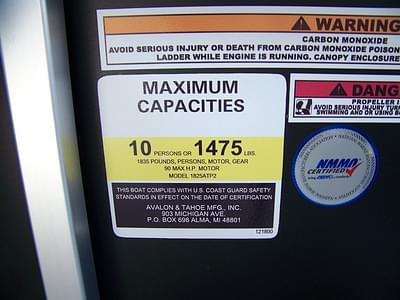 WARNING
CARBON MONOXIDE
AVOID SERIOUS INJURY OR DEATH FROM CARBON MONOXIDE
LADDER WHILE ENGINE IS RUNNING. CANOPY ENCLOSURE
DANG
PROPELLER
AVOID SERIOUS INJURY
SWIMMING AND OR USING
MAXIMUM
CAPACITIES
10 PERSONS OR 1475 LBS.
1835 POUNDS, PERSONS, MOTOR, GEAR
90 MAX H.P. MOTOR
MODEL 1825ATP2
THIS BOAT COMPLIES WITH U.S. COAST GUARD SAFETY
STANDARDS IN EFFECT ON THE DATE OF CERTIFICATION
AVALON & TAHOE MFG., INC.
903 MICHIGAN AVE.
P.O. BOX 698 ALMA, MI 48801
121800
NMMA
CERTIFIED